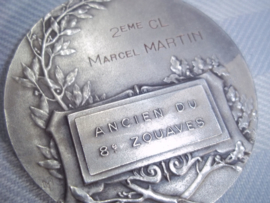 2EME CL
MARCEL MARTIN
ANCIEN DU
8e ZOUAVES